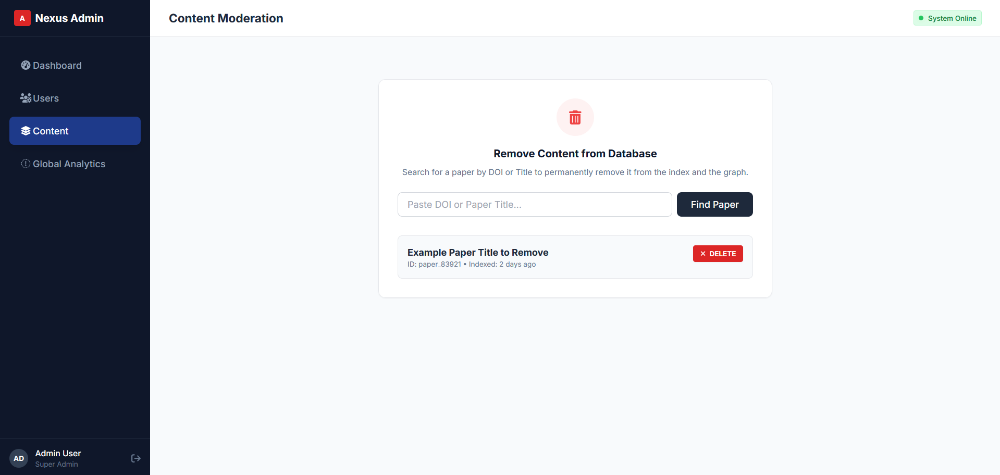 A Nexus Admin
Content Moderation
System Online
Dashboard
Users
Content
Global Analytics
Remove Content from Database
Search for a paper by DOI or Title to permanently remove it from the index and the graph.
Paste DOI or Paper Title...
Find Paper
Example Paper Title to Remove
ID: paper_83921 • Indexed: 2 days ago
✕ DELETE
AD
Admin User
Super Admin